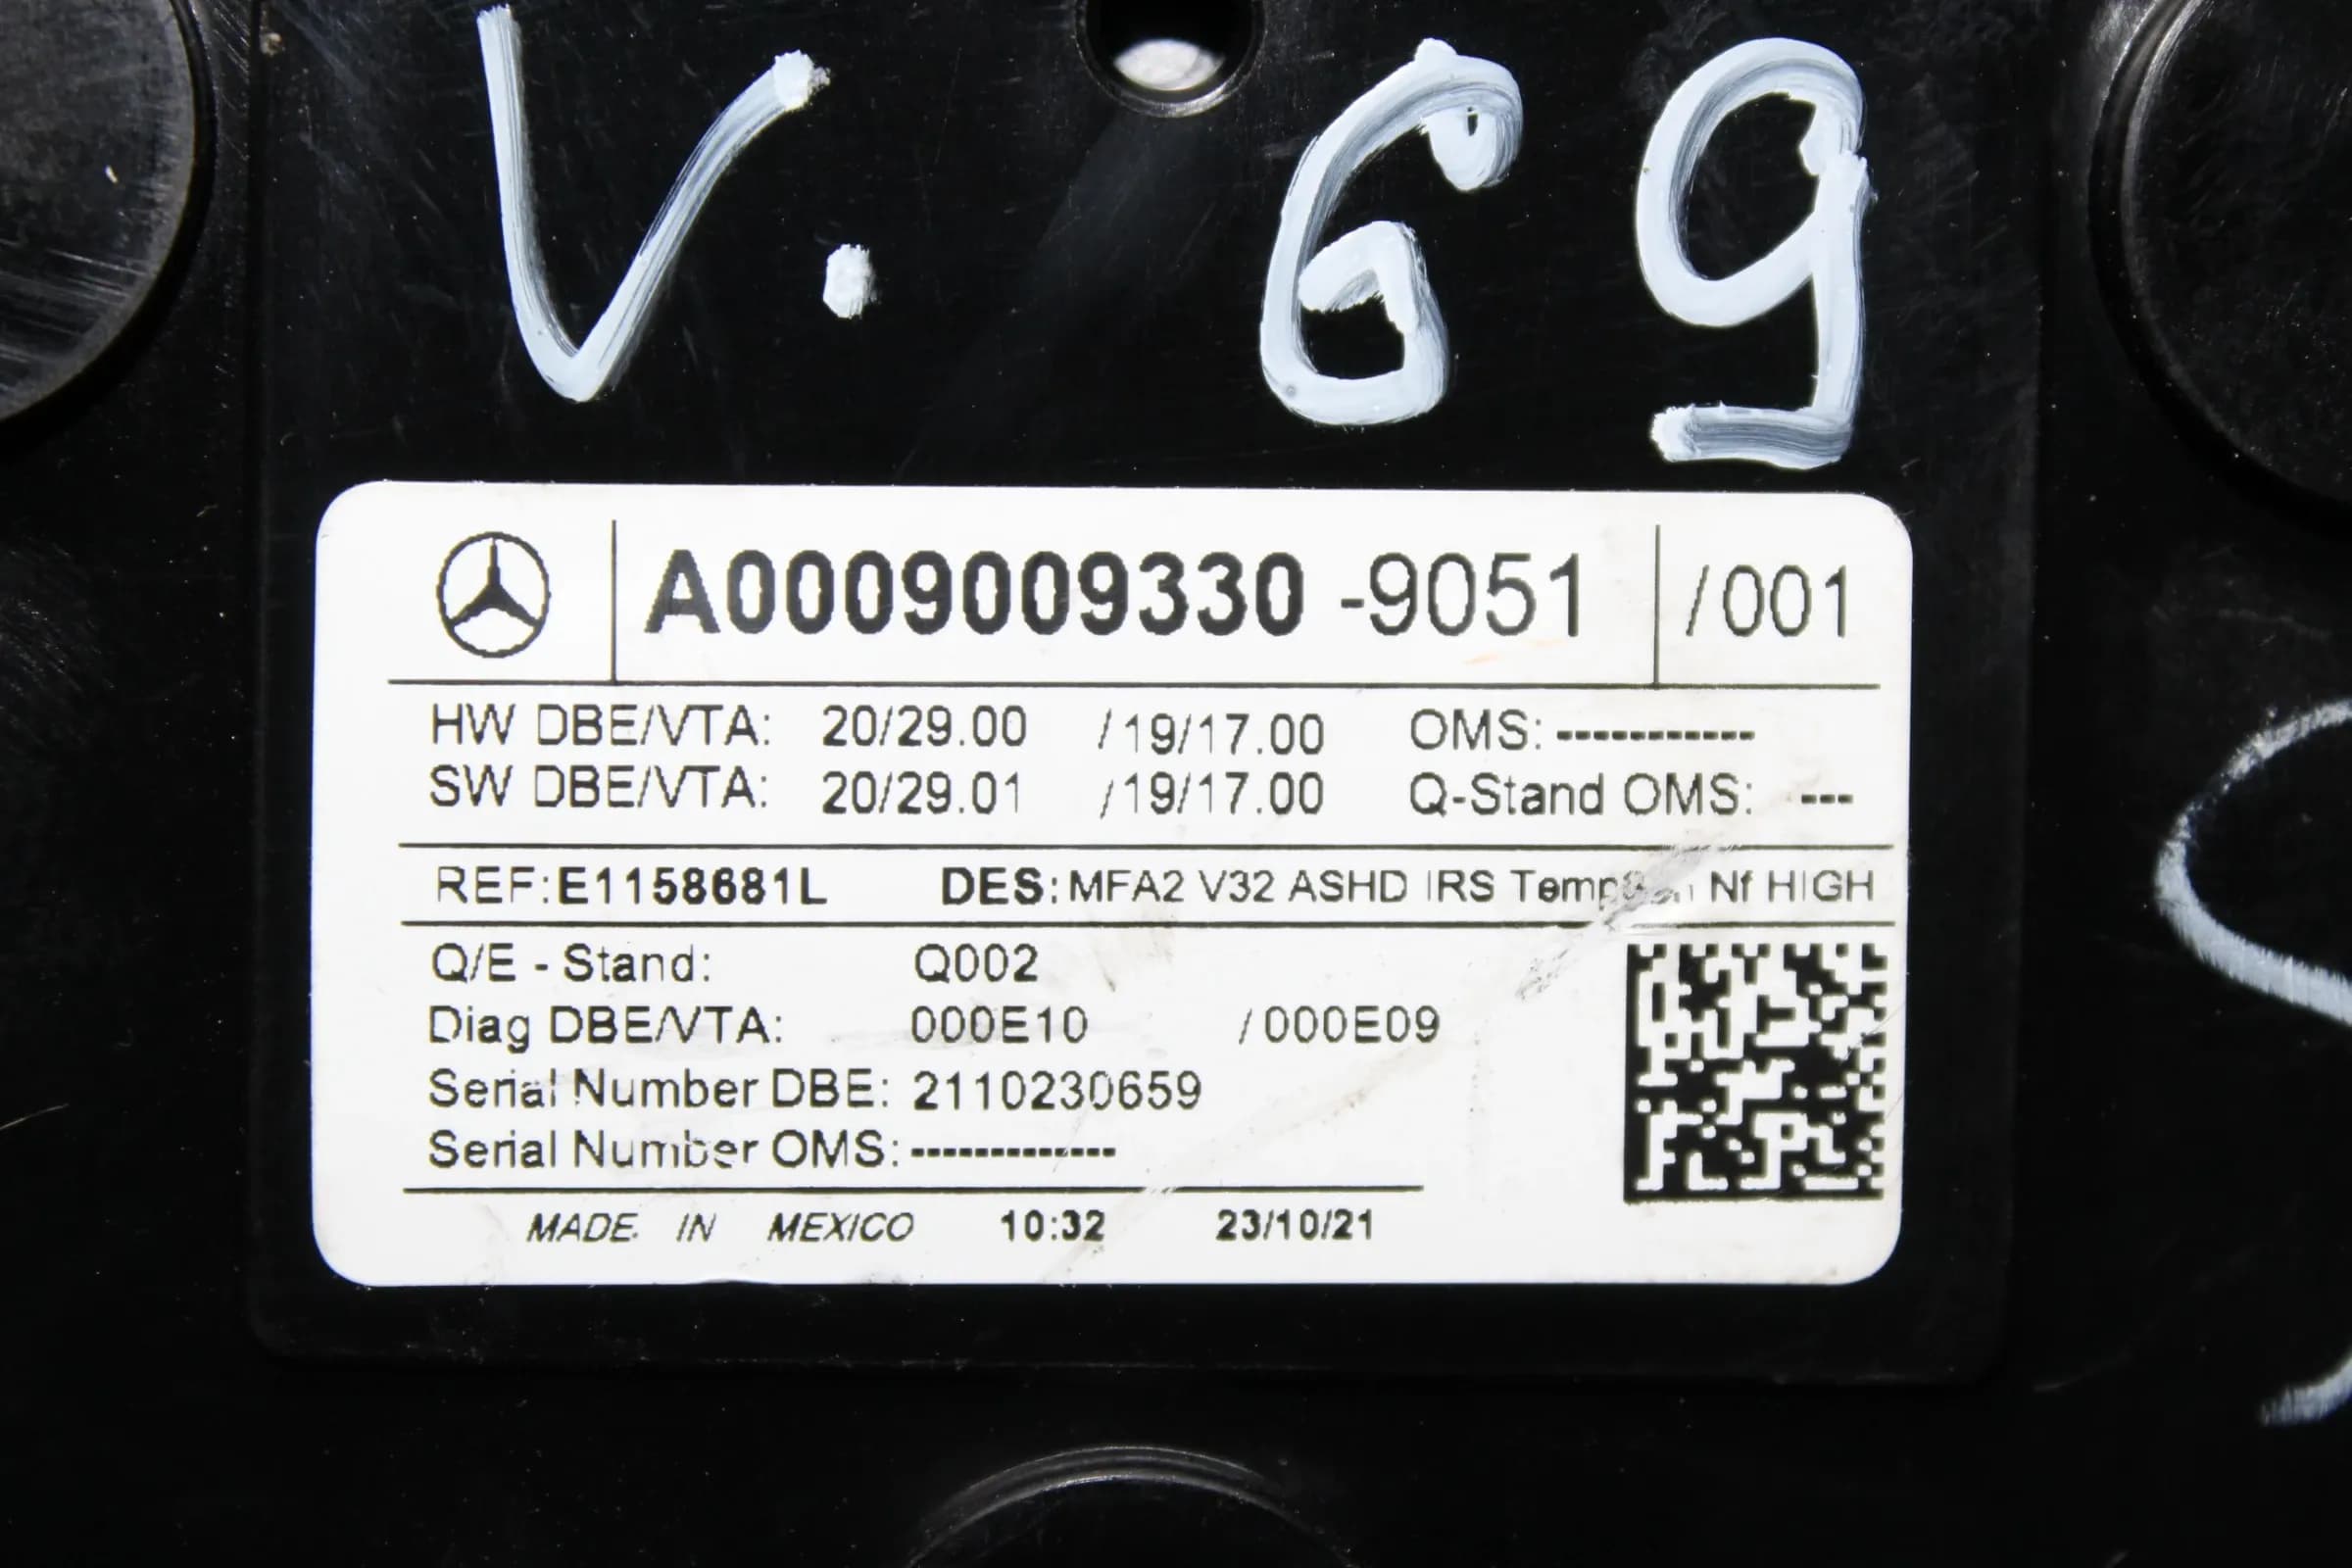 V. 69
A0009009330 -9051 /001
HW DBE/VTA: 20/29.00 /19/17.00 OMS: -----------
SW DBE/VTA: 20/29.01 /19/17.00 Q-Stand OMS: ---
REF: E1158681L DES: MFA2 V32 ASHD IRS Nf HIGH
Q/E - Stand: Q002
Diag DBE/VTA: 000E10 /000E09
Serial Number DBE: 2110230659
Serial Number OMS: -------------
MADE IN MEXICO 10:32 23/10/21